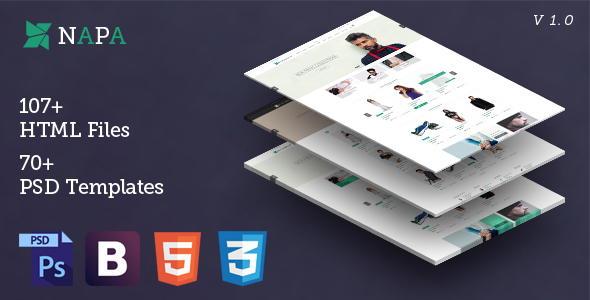 NAPA
V 1.0
107+
HTML Files
70+
PSD Templates
PSD
Ps
B
5
3